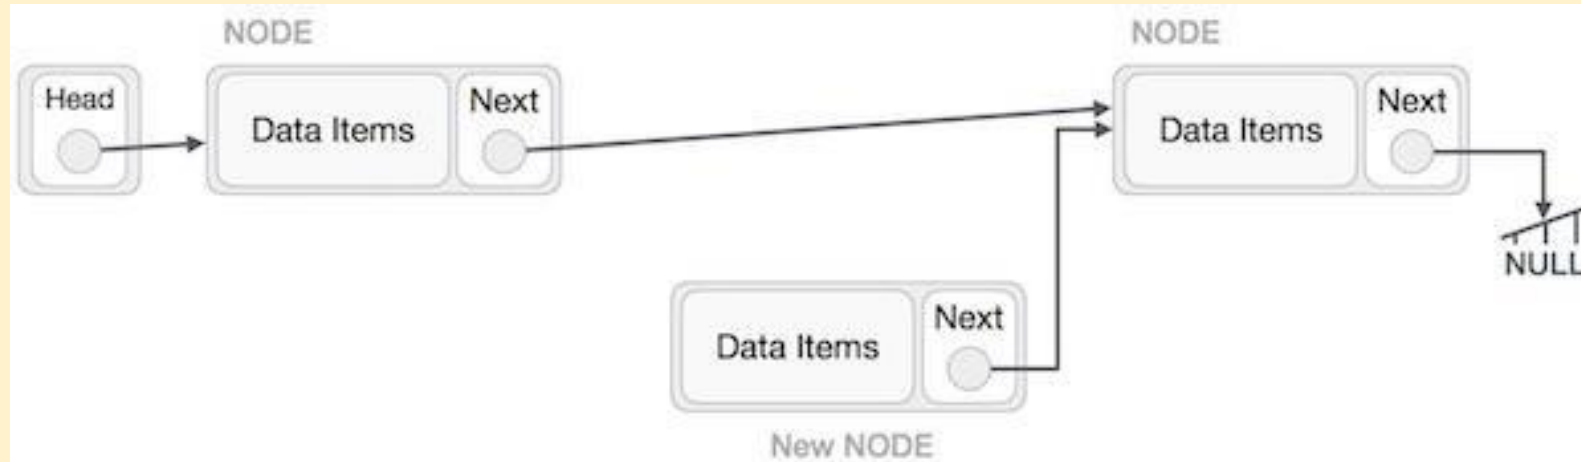 NODE
NODE
Head
Data Items
Next
Data Items
Next
NULL
Data Items
Next
New NODE